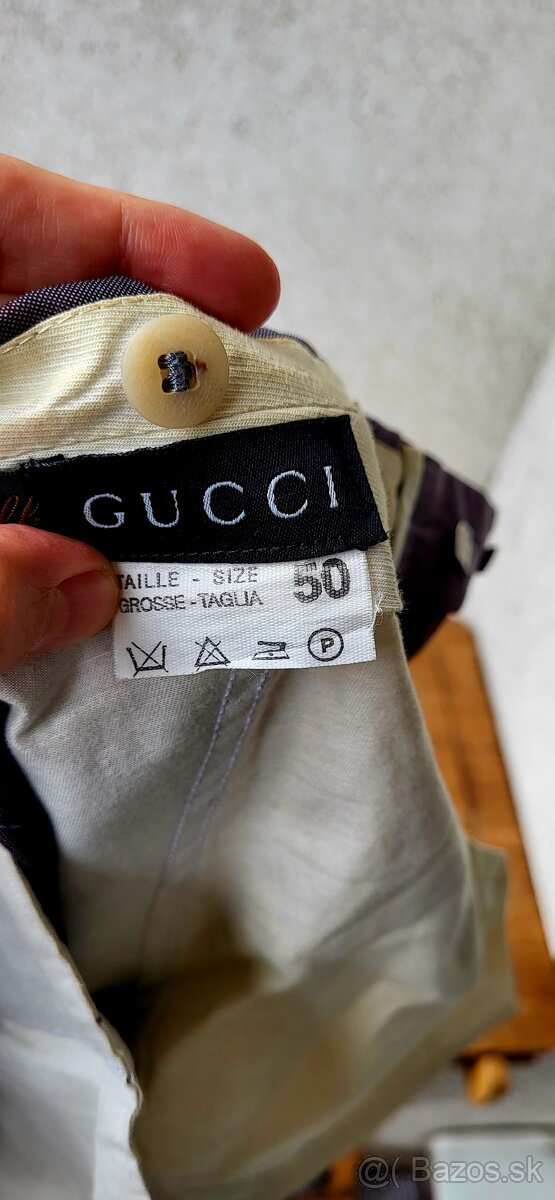 GUCCI
TAILLE - SIZE 50
GROSSE-TAGLIA
P
@( Bazos.sk